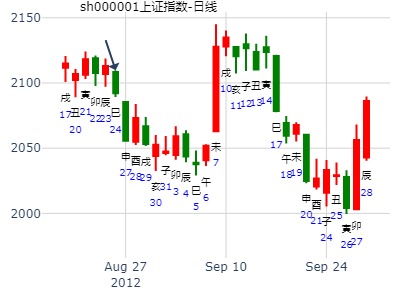 sh000001上证指数-日线
2150
2100
2050
2000
戌
17
丑
20
寅
21
卯
22
辰
23
巳
24
申
27
酉
28
戌
29
亥
30
子
31
卯
3
辰
4
巳
5
午
6
未
7
戌
10
亥
11
子
12
丑
13
寅
14
巳
17
午
18
未
19
申
20
酉
21
子
24
丑
25
寅
26
卯
27
辰
28
Aug 27
2012
Sep 10
Sep 24